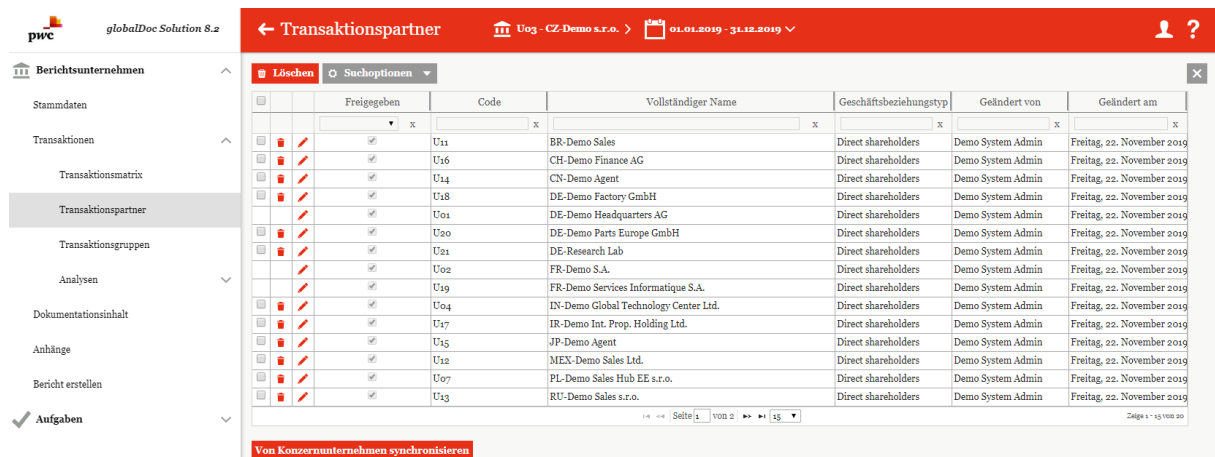 pwc globalDoc Solution 8.2
← Transaktionspartner U03 - CZ-Demo s.r.o. > 01.01.2019 - 31.12.2019
Berichtsunternehmen
Stammdaten
Transaktionen
Transaktionsmatrix
Transaktionspartner
Transaktionsgruppen
Analysen
Dokumentationsinhalt
Anhänge
Bericht erstellen
Aufgaben
Löschen Suchoptionen
Freigegeben Code Vollständiger Name Geschäftsbeziehungstyp Geändert von Geändert am
x x x x x x
U11 BR-Demo Sales Direct shareholders Demo System Admin Freitag, 22. November 2019
U16 CH-Demo Finance AG Direct shareholders Demo System Admin Freitag, 22. November 2019
U14 CN-Demo Agent Direct shareholders Demo System Admin Freitag, 22. November 2019
U18 DE-Demo Factory GmbH Direct shareholders Demo System Admin Freitag, 22. November 2019
U01 DE-Demo Headquarters AG Direct shareholders Demo System Admin Freitag, 22. November 2019
U20 DE-Demo Parts Europe GmbH Direct shareholders Demo System Admin Freitag, 22. November 2019
U21 DE-Research Lab Direct shareholders Demo System Admin Freitag, 22. November 2019
U02 FR-Demo S.A. Direct shareholders Demo System Admin Freitag, 22. November 2019
U19 FR-Demo Services Informatique S.A. Direct shareholders Demo System Admin Freitag, 22. November 2019
U04 IN-Demo Global Technology Center Ltd. Direct shareholders Demo System Admin Freitag, 22. November 2019
U17 IR-Demo Int. Prop. Holding Ltd. Direct shareholders Demo System Admin Freitag, 22. November 2019
U15 JP-Demo Agent Direct shareholders Demo System Admin Freitag, 22. November 2019
U12 MEX-Demo Sales Ltd. Direct shareholders Demo System Admin Freitag, 22. November 2019
U07 PL-Demo Sales Hub EE s.r.o. Direct shareholders Demo System Admin Freitag, 22. November 2019
U13 RU-Demo Sales s.r.o. Direct shareholders Demo System Admin Freitag, 22. November 2019
Seite 1 von 2 15 Zeige 1 - 15 von 20
Von Konzernunternehmen synchronisieren